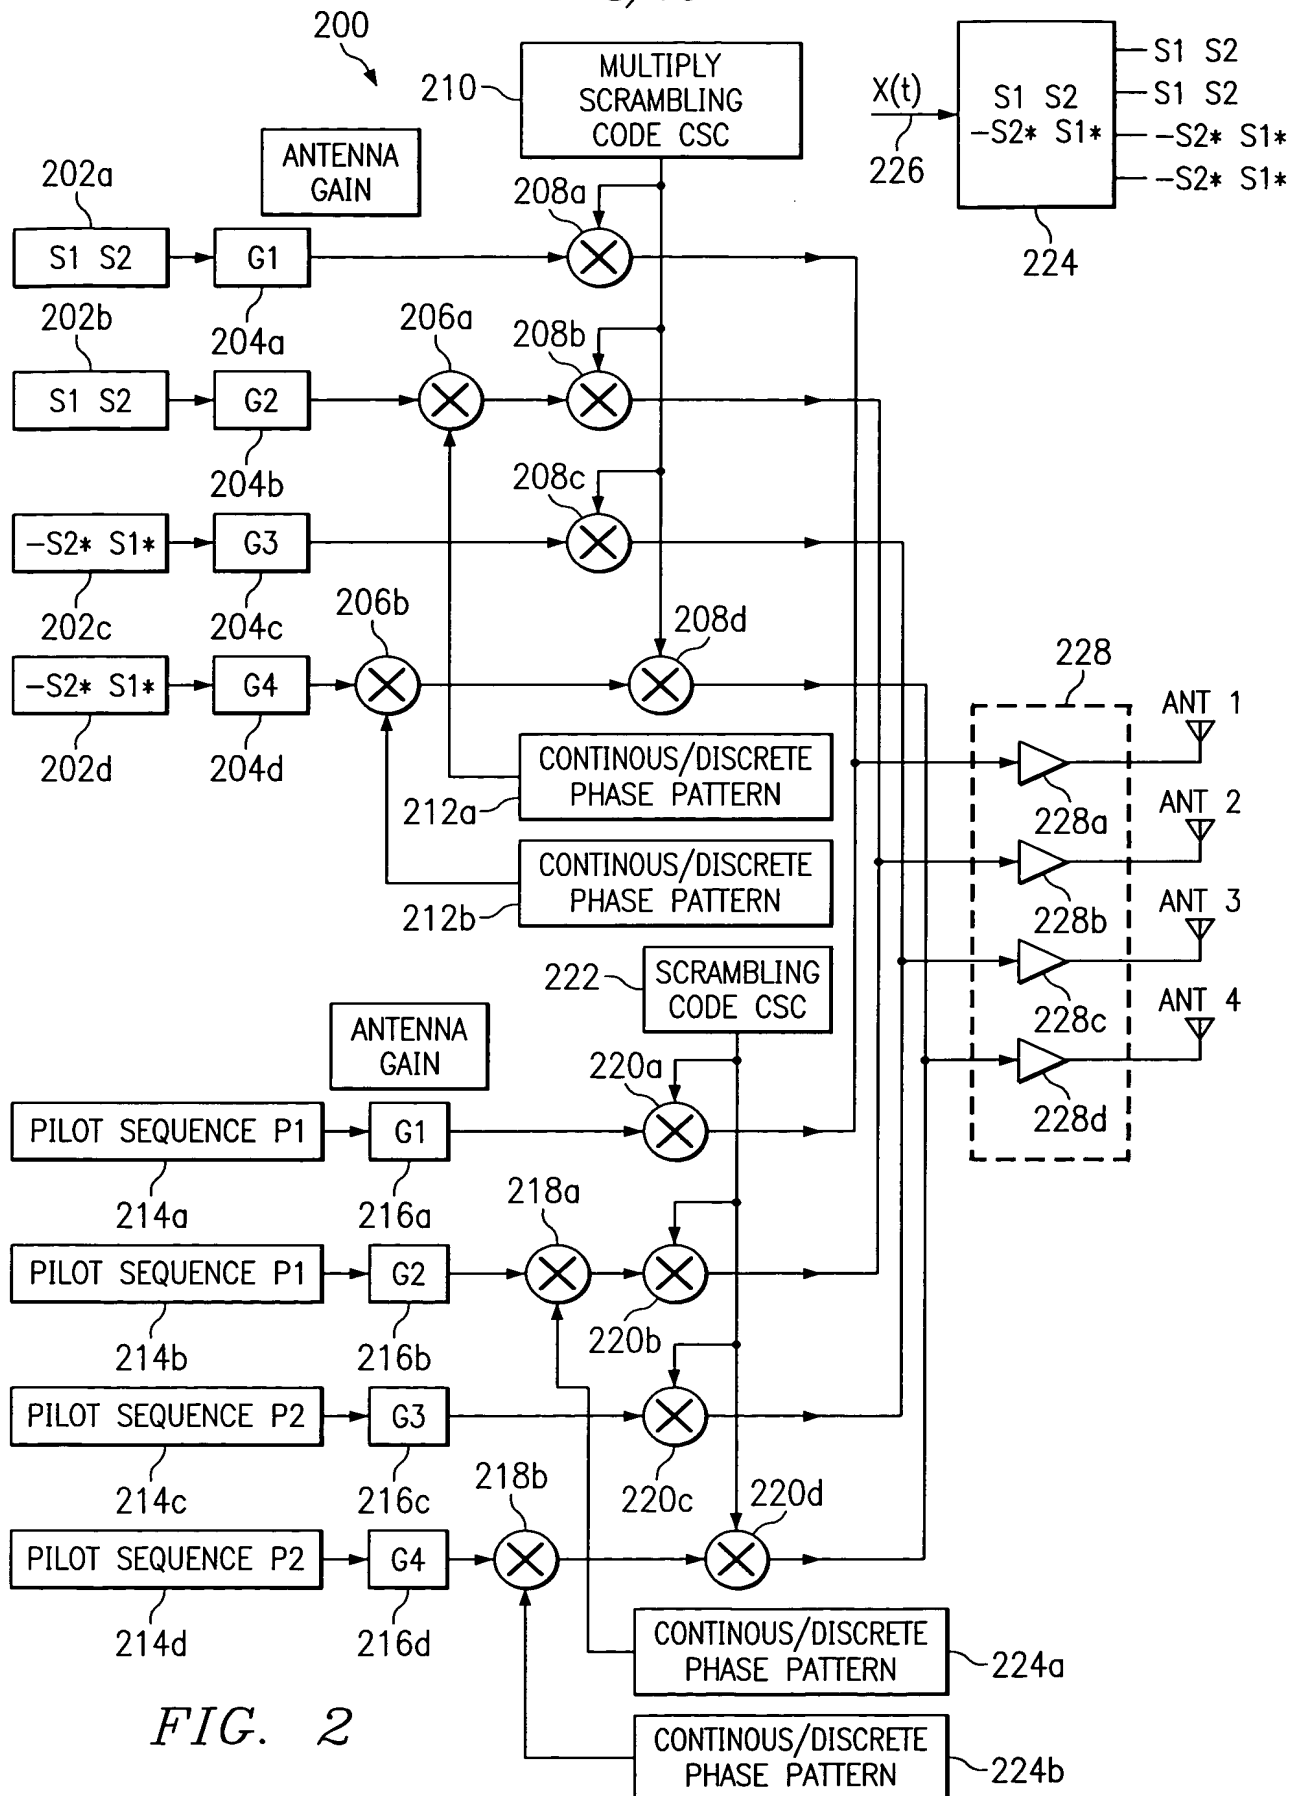 200
210
MULTIPLY
SCRAMBLING
CODE CSC
X(t)
226
S1 S2
-S2* S1*
S1 S2
S1 S2
-S2* S1*
-S2* S1*
224
ANTENNA
GAIN
202a
S1 S2
G1
204a
208a
202b
S1 S2
G2
204b
206a
208b
-S2* S1*
202c
G3
204c
208c
-S2* S1*
202d
G4
204d
206b
208d
CONTINOUS/DISCRETE
PHASE PATTERN
212a
CONTINOUS/DISCRETE
PHASE PATTERN
212b
228
ANT 1
228a
ANT 2
228b
ANT 3
228c
ANT 4
228d
222
SCRAMBLING
CODE CSC
ANTENNA
GAIN
220a
PILOT SEQUENCE P1
214a
G1
216a
218a
PILOT SEQUENCE P1
214b
G2
216b
220b
PILOT SEQUENCE P2
214c
G3
216c
220c
218b
220d
PILOT SEQUENCE P2
214d
G4
216d
CONTINOUS/DISCRETE
PHASE PATTERN
224a
CONTINOUS/DISCRETE
PHASE PATTERN
224b
FIG. 2